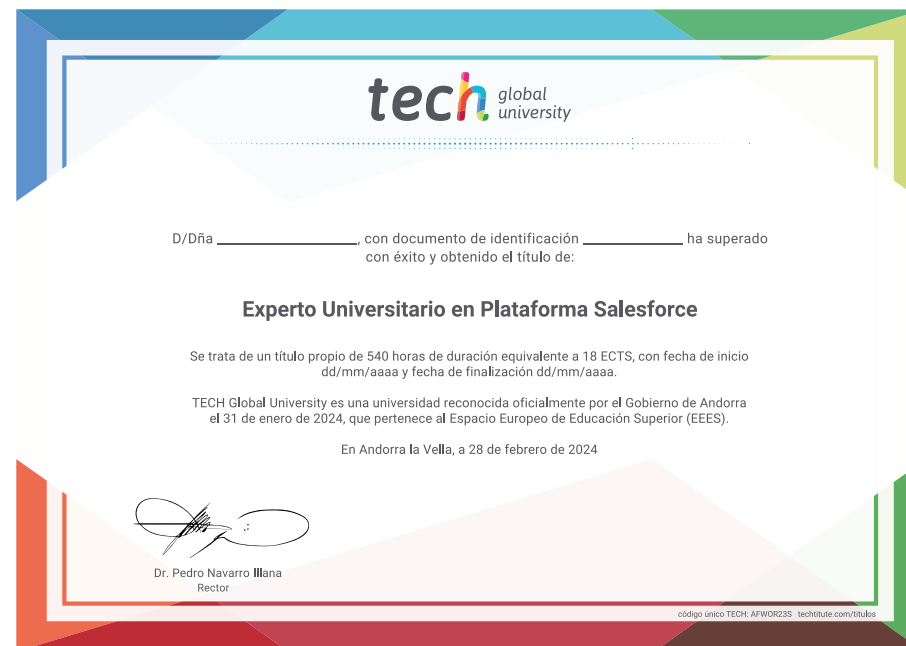 tech global university
D/Dña ____________, con documento de identificación ____________ ha superado
con éxito y obtenido el título de:
Experto Universitario en Plataforma Salesforce
Se trata de un título propio de 540 horas de duración equivalente a 18 ECTS, con fecha de inicio
dd/mm/aaaa y fecha de finalización dd/mm/aaaa.
TECH Global University es una universidad reconocida oficialmente por el Gobierno de Andorra
el 31 de enero de 2024, que pertenece al Espacio Europeo de Educación Superior (EEES).
En Andorra la Vella, a 28 de febrero de 2024
Dr. Pedro Navarro Illana
Rector
código único TECH: AFWOR23S techtitute.com/titulos